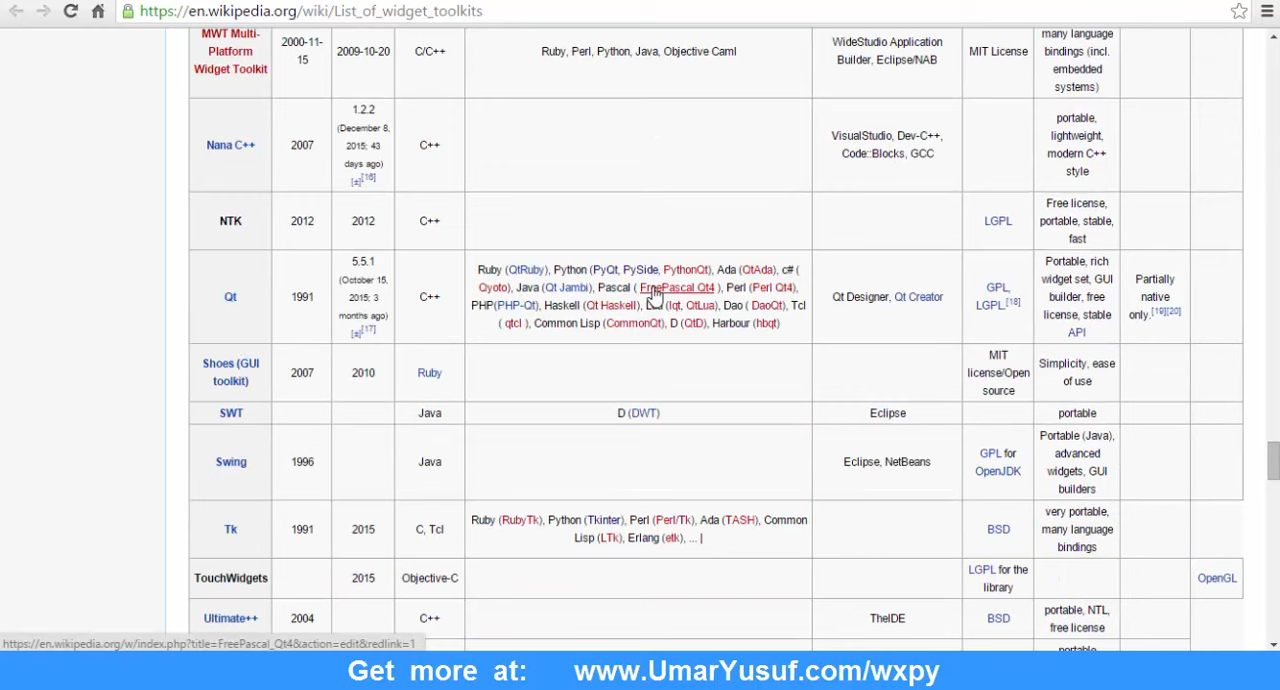 https://en.wikipedia.org/wiki/List_of_widget_toolkits
MWT Multi-
Platform
Widget Toolkit
2000-11-
15
2009-10-20
C/C++
Ruby, Perl, Python, Java, Objective Caml
WideStudio Application
Builder, Eclipse/NAB
MIT License
many language
bindings (incl.
embedded
systems)
Nana C++
2007
1.2.2
(December 8,
2015; 43
days ago)
[±][16]
C++
VisualStudio, Dev-C++,
Code::Blocks, GCC
portable,
lightweight,
modern C++
style
NTK
2012
2012
C++
LGPL
Free license,
portable, stable,
fast
Qt
1991
5.5.1
(October 15,
2015; 3
months ago)
[±][17]
C++
Ruby (QtRuby), Python (PyQt, PySide, PythonQt), Ada (QtAda), c# (
Qyoto), Java (Qt Jambi), Pascal ( FreePascal Qt4 ), Perl (Perl Qt4),
PHP(PHP-Qt), Haskell (Qt Haskell), (lqt, QtLua), Dao ( DaoQt), Tcl
( qtcl ), Common Lisp (CommonQt), D (QtD), Harbour (hbqt)
Qt Designer, Qt Creator
GPL,
LGPL.[18]
Portable, rich
widget set, GUI
builder, free
license, stable
API
Partially
native
only.[19][20]
Shoes (GUI
toolkit)
2007
2010
Ruby
MIT
license/Open
source
Simplicity, ease
of use
SWT
Java
D (DWT)
Eclipse
portable
Swing
1996
Java
Eclipse, NetBeans
GPL for
OpenJDK
Portable (Java),
advanced
widgets, GUI
builders
Tk
1991
2015
C, Tcl
Ruby (RubyTk), Python (Tkinter), Perl (Perl/Tk), Ada (TASH), Common
Lisp (LTk), Erlang (etk), ... |
BSD
very portable,
many language
bindings
TouchWidgets
2015
Objective-C
LGPL for the
library
OpenGL
Ultimate++
2004
C++
TheIDE
BSD
portable, NTL,
free license
https://en.wikipedia.org/w/index.php?title=FreePascal_Qt4&action=edit&redlink=1
Get more at: www.UmarYusuf.com/wxpy